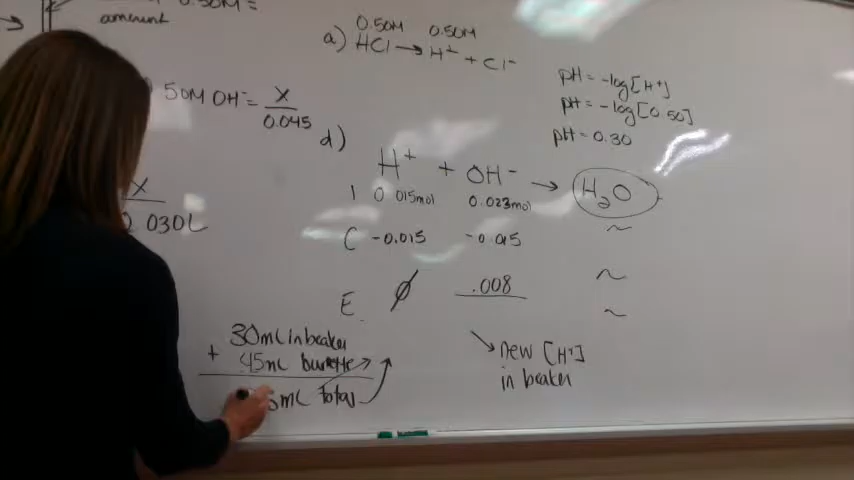 0.50M =
amount
a) 0.50M 0.50M
HCl → H⁺ + Cl⁻
pH = -log[H⁺]
pH = -log[0.50]
pH = 0.30
50M OH⁻ = X
0.045
X
0.030L
d)
H⁺ + OH⁻ → H₂O
I 0.015mol 0.023mol ~
C -0.015 -0.015 ~
E ∅ .008 ~
30mL in beaker
+ 45mL burette
5mL total
new [H⁺]
in beaker